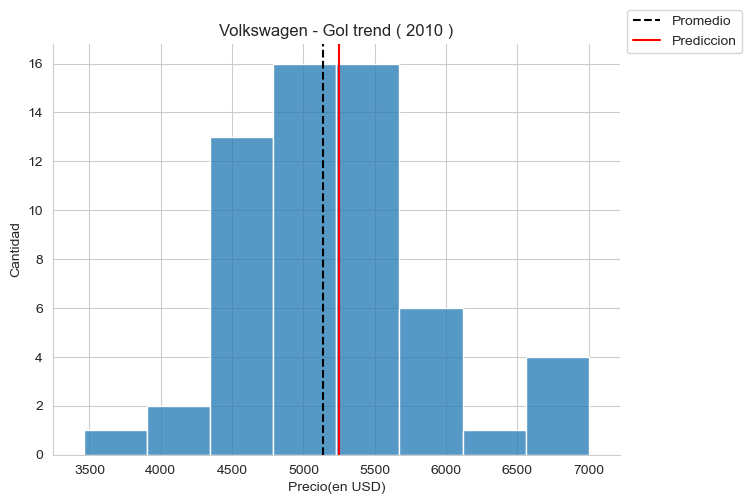 Volkswagen - Gol trend ( 2010 )
Promedio
Prediccion
Cantidad
16
14
12
10
8
6
4
2
0
3500 4000 4500 5000 5500 6000 6500 7000
Precio(en USD)